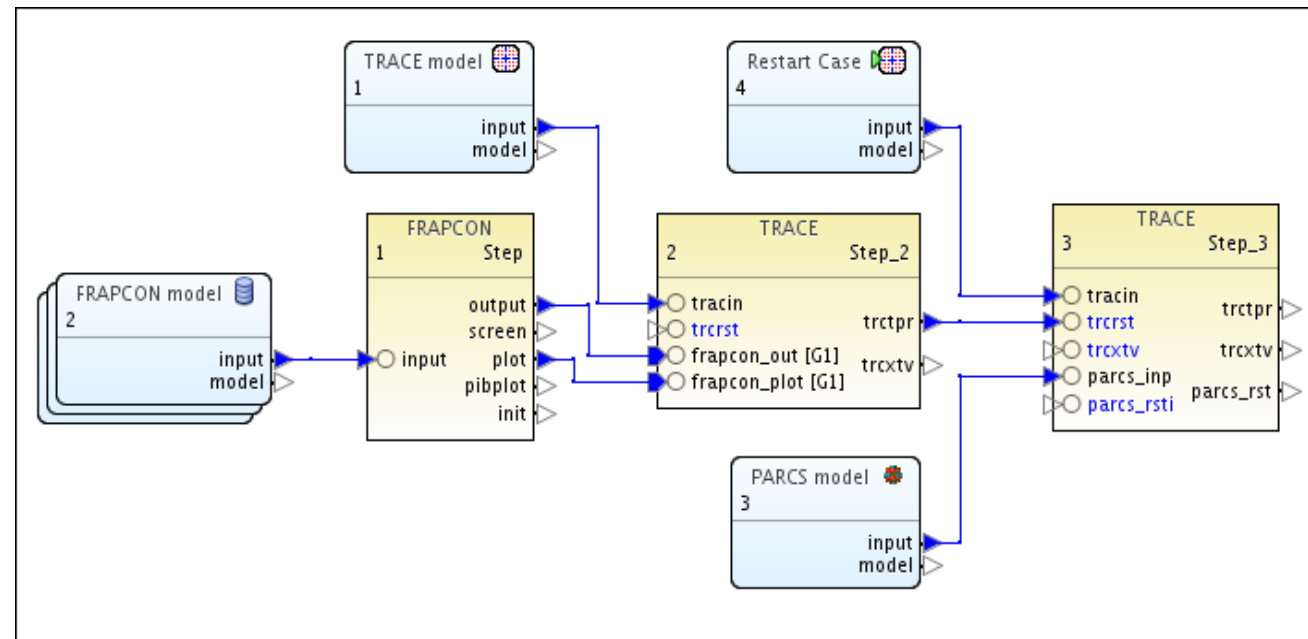 TRACE model
1
input
model
Restart Case
4
input
model
FRAPCON model
2
input
model
FRAPCON
1 Step
output
screen
input plot
pibplot
init
TRACE
2 Step_2
tracin
trcrst trctpr
frapcon_out [G1]
frapcon_plot [G1] trcxtv
TRACE
3 Step_3
tracin trctpr
trcrst
trcxtv trcxtv
parcs_inp
parcs_rsti parcs_rst
PARCS model
3
input
model